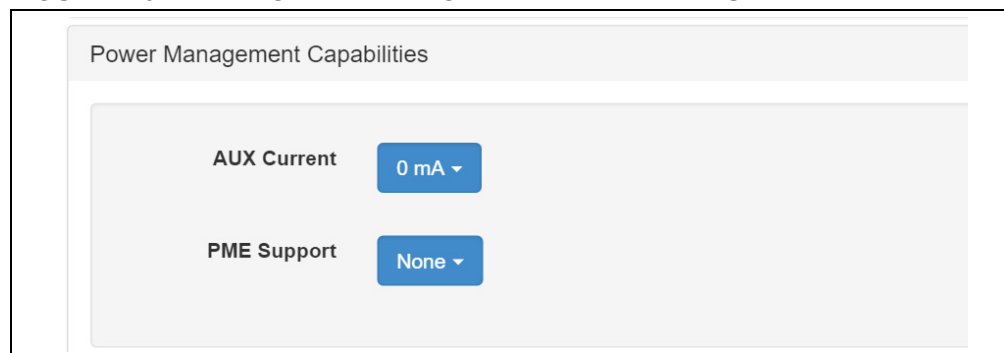 Power Management Capabilities
AUX Current 0 mA
PME Support None